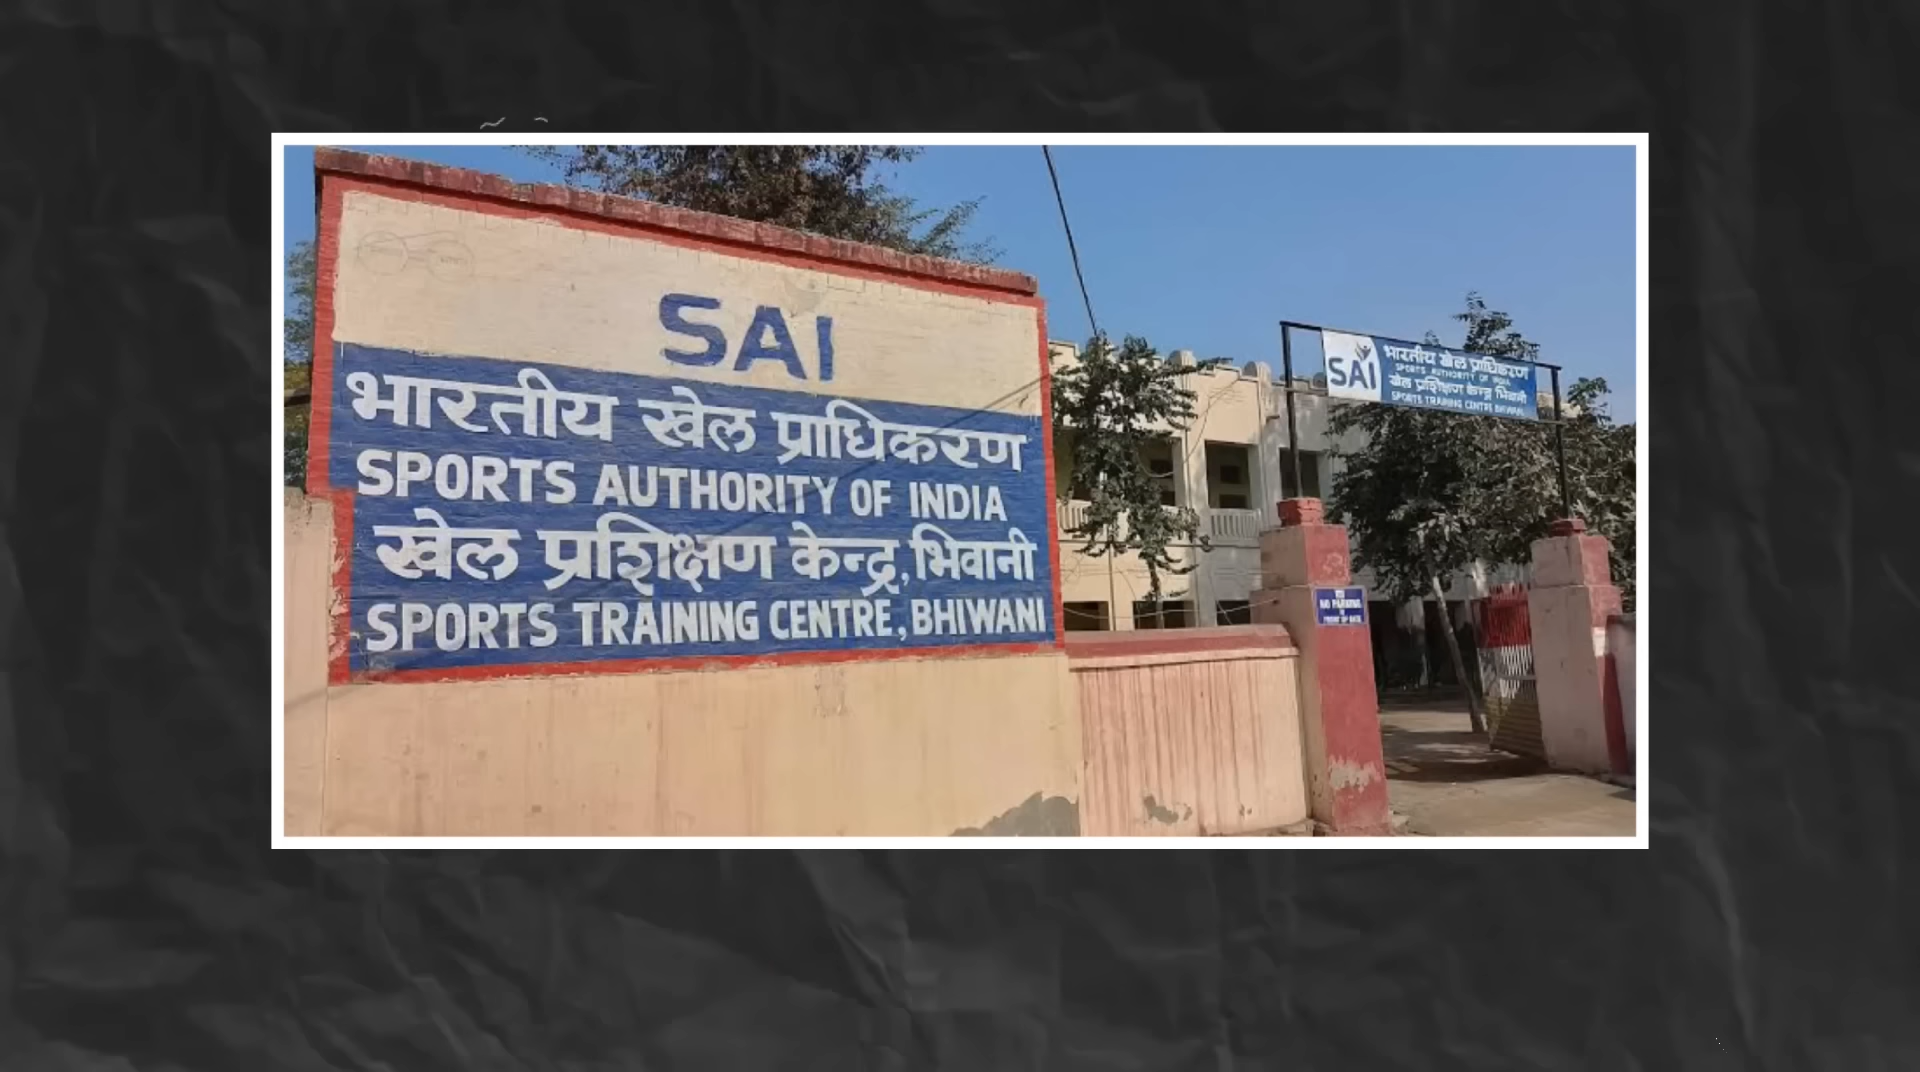 SAI
भारतीय खेल प्राधिकरण
SPORTS AUTHORITY OF INDIA
खेल प्रशिक्षण केन्द्र, भिवानी
SPORTS TRAINING CENTRE, BHIWANI
SAI
भारतीय खेल प्राधिकरण
SPORTS AUTHORITY OF INDIA
खेल प्रशिक्षण केन्द्र भिवानी
SPORTS TRAINING CENTRE BHIWANI
NO PARKING